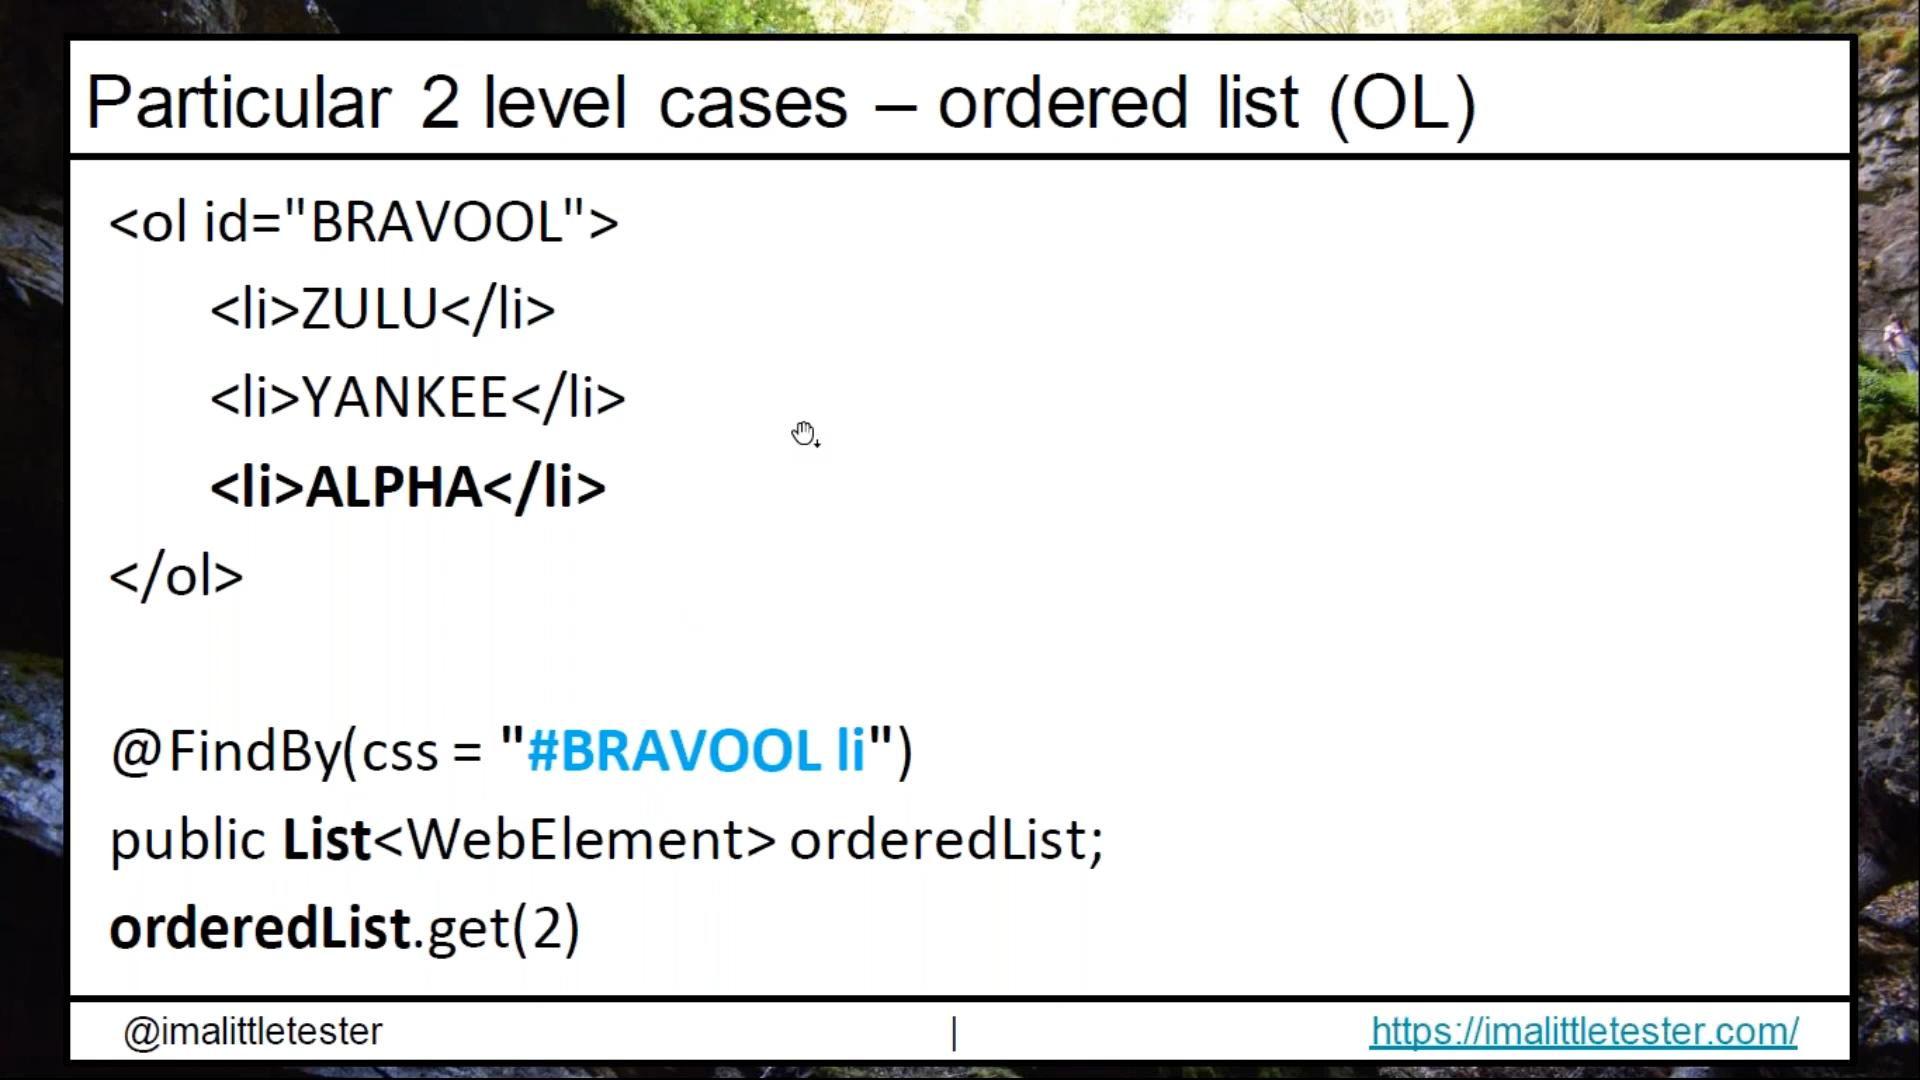 Particular 2 level cases – ordered list (OL)
<ol id="BRAVOOL">
<li>ZULU</li>
<li>YANKEE</li>
<li>ALPHA</li>
</ol>
@FindBy(css = "#BRAVOOL li")
public List<WebElement> orderedList;
orderedList.get(2)
@imalittletester | https://imalittletester.com/